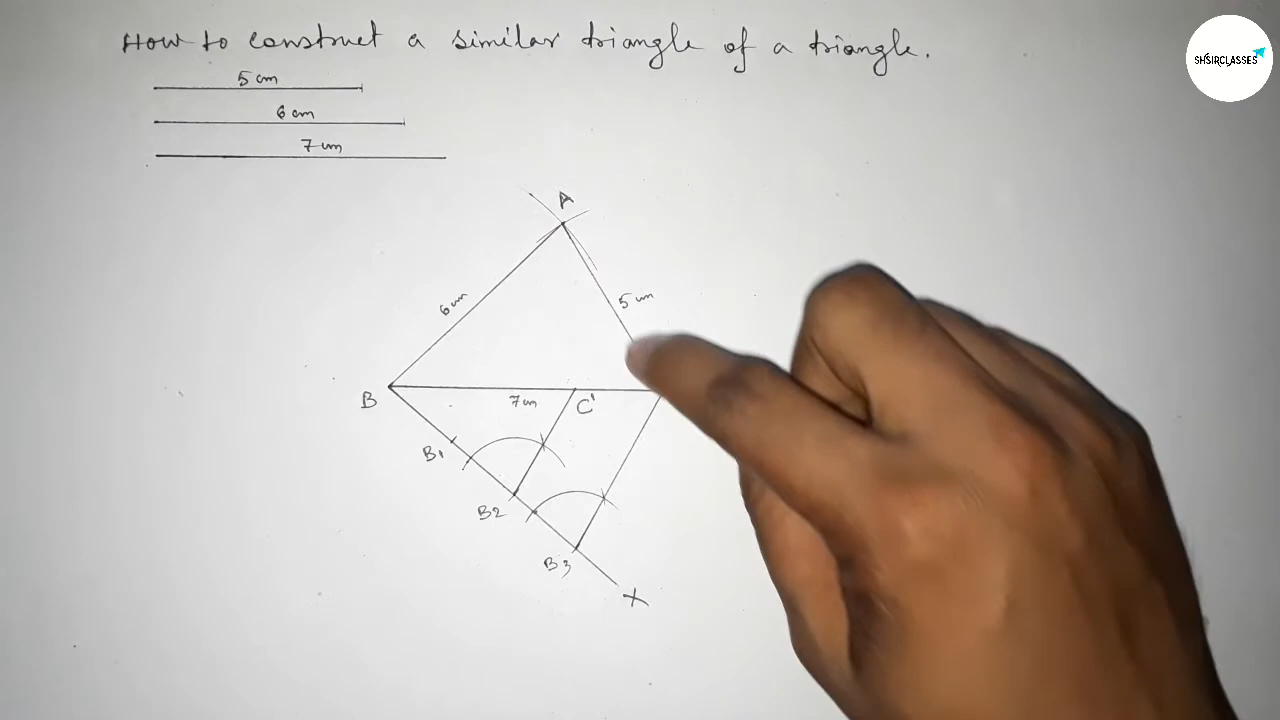 How to construct a similar triangle of a triangle.
SHSIRCLASSES
5 cm
6 cm
7 cm
A
6 cm
5 cm
B
7 cm
C'
B1
B2
B3
X